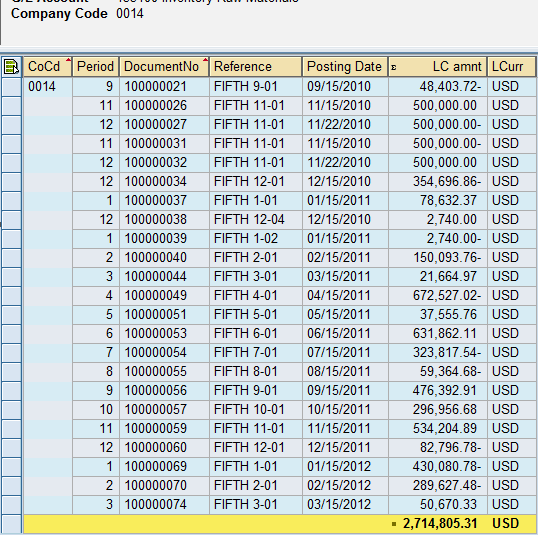 Company Code 0014
CoCd Period DocumentNo Reference Posting Date Σ LC amnt LCurr
0014 9 100000021 FIFTH 9-01 09/15/2010 48,403.72- USD
11 100000026 FIFTH 11-01 11/15/2010 500,000.00 USD
12 100000027 FIFTH 11-01 11/22/2010 500,000.00- USD
11 100000031 FIFTH 11-01 11/15/2010 500,000.00- USD
12 100000032 FIFTH 11-01 11/22/2010 500,000.00 USD
12 100000034 FIFTH 12-01 12/15/2010 354,696.86- USD
1 100000037 FIFTH 1-01 01/15/2011 78,632.37 USD
12 100000038 FIFTH 12-04 12/15/2010 2,740.00 USD
1 100000039 FIFTH 1-02 01/15/2011 2,740.00- USD
2 100000040 FIFTH 2-01 02/15/2011 150,093.76- USD
3 100000044 FIFTH 3-01 03/15/2011 21,664.97 USD
4 100000049 FIFTH 4-01 04/15/2011 672,527.02- USD
5 100000051 FIFTH 5-01 05/15/2011 37,555.76 USD
6 100000053 FIFTH 6-01 06/15/2011 631,862.11 USD
7 100000054 FIFTH 7-01 07/15/2011 323,817.54- USD
8 100000055 FIFTH 8-01 08/15/2011 59,364.68- USD
9 100000056 FIFTH 9-01 09/15/2011 476,392.91 USD
10 100000057 FIFTH 10-01 10/15/2011 296,956.68 USD
11 100000059 FIFTH 11-01 11/15/2011 534,204.89 USD
12 100000060 FIFTH 12-01 12/15/2011 82,796.78- USD
1 100000069 FIFTH 1-01 01/15/2012 430,080.78- USD
2 100000070 FIFTH 2-01 02/15/2012 289,627.48- USD
3 100000074 FIFTH 3-01 03/15/2012 50,670.33 USD
2,714,805.31 USD